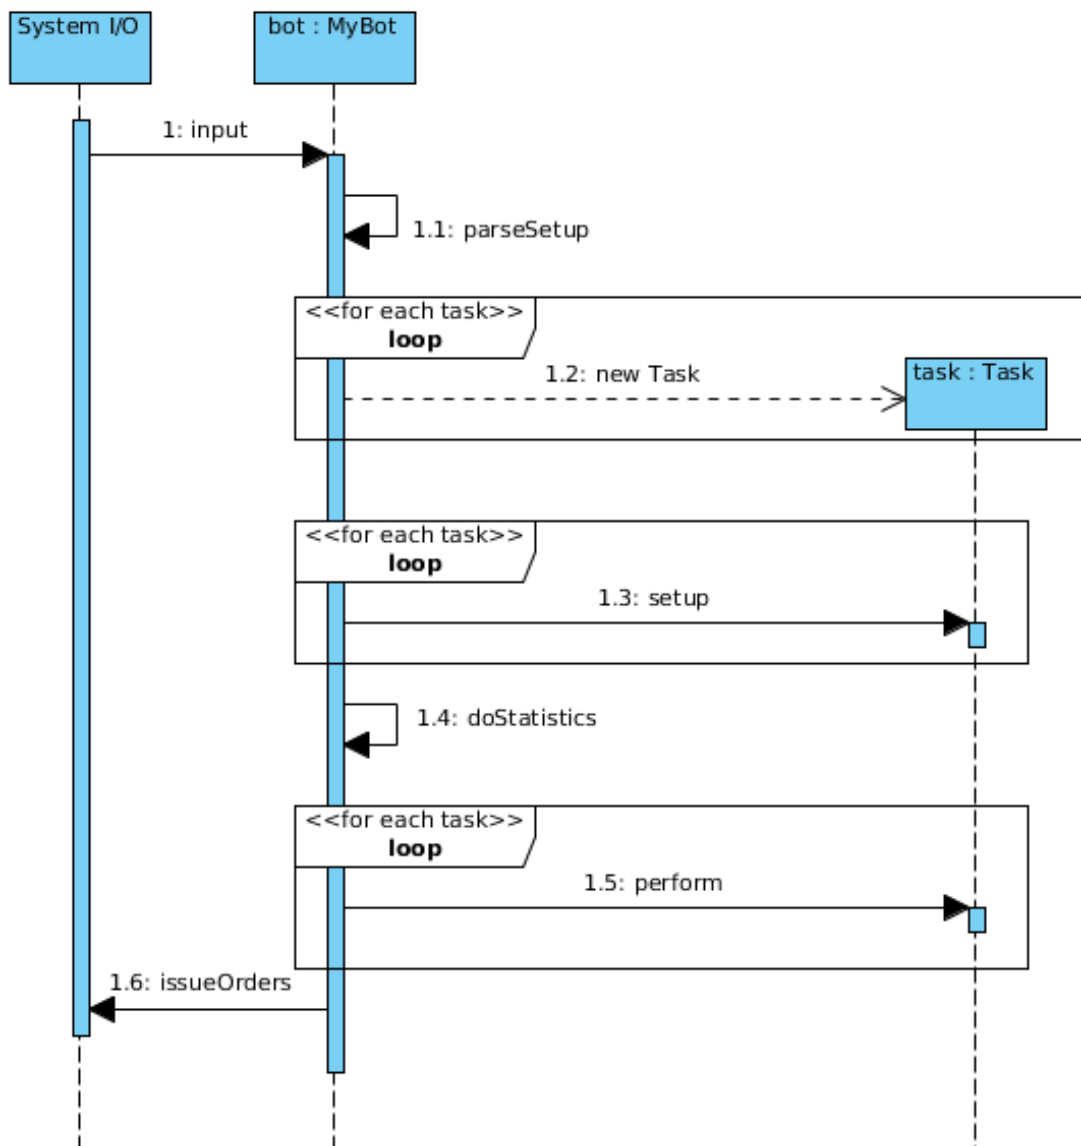 System I/O
bot : MyBot
1: input
1.1: parseSetup
<<for each task>>
loop
1.2: new Task
task : Task
<<for each task>>
loop
1.3: setup
1.4: doStatistics
<<for each task>>
loop
1.5: perform
1.6: issueOrders